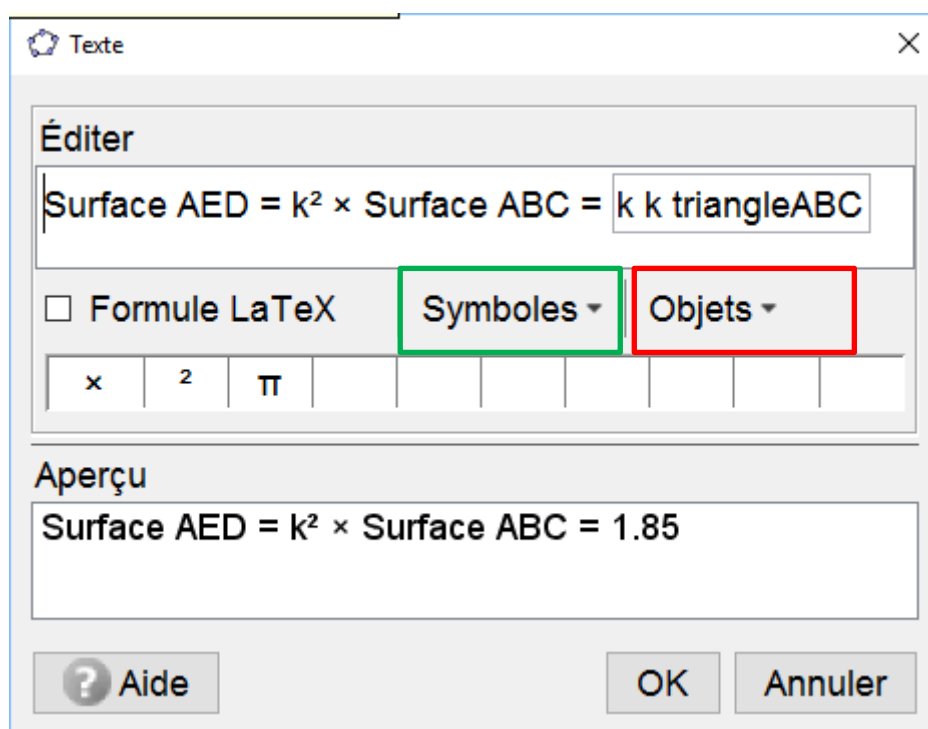 Texte
Éditer
Surface AED = k² × Surface ABC = k k triangleABC
Formule LaTeX Symboles Objets
× ² π
Aperçu
Surface AED = k² × Surface ABC = 1.85
? Aide OK Annuler